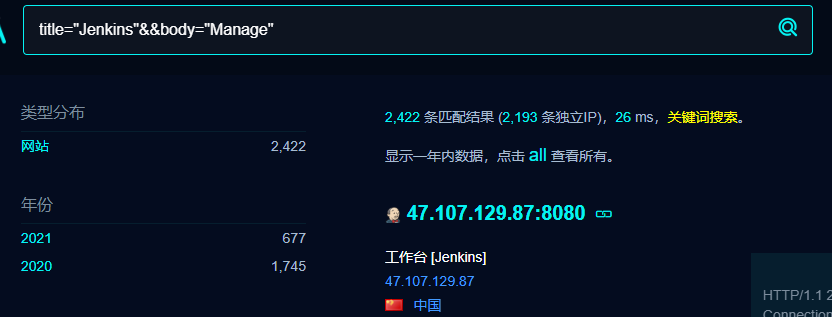 title="Jenkins"&&body="Manage"
类型分布
网站 2,422
年份
2021 677
2020 1,745
2,422 条匹配结果 (2,193 条独立IP)，26 ms，关键词搜索。
显示一年内数据，点击 all 查看所有。
47.107.129.87:8080
工作台 [Jenkins]
47.107.129.87
中国
HTTP/1.1 2
Connection